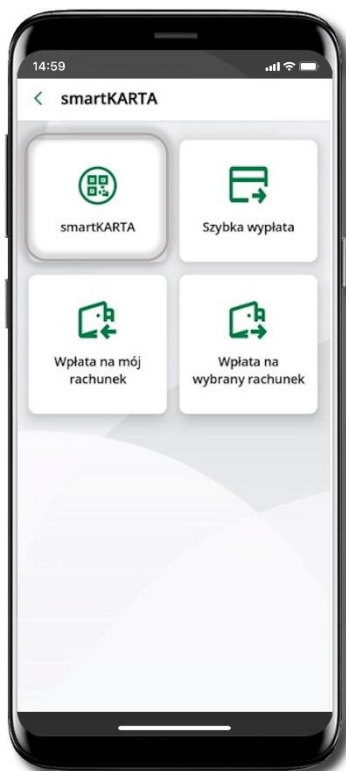 14:59
smartKARTA
smartKARTA
Szybka wypłata
Wpłata na mój
rachunek
Wpłata na
wybrany rachunek